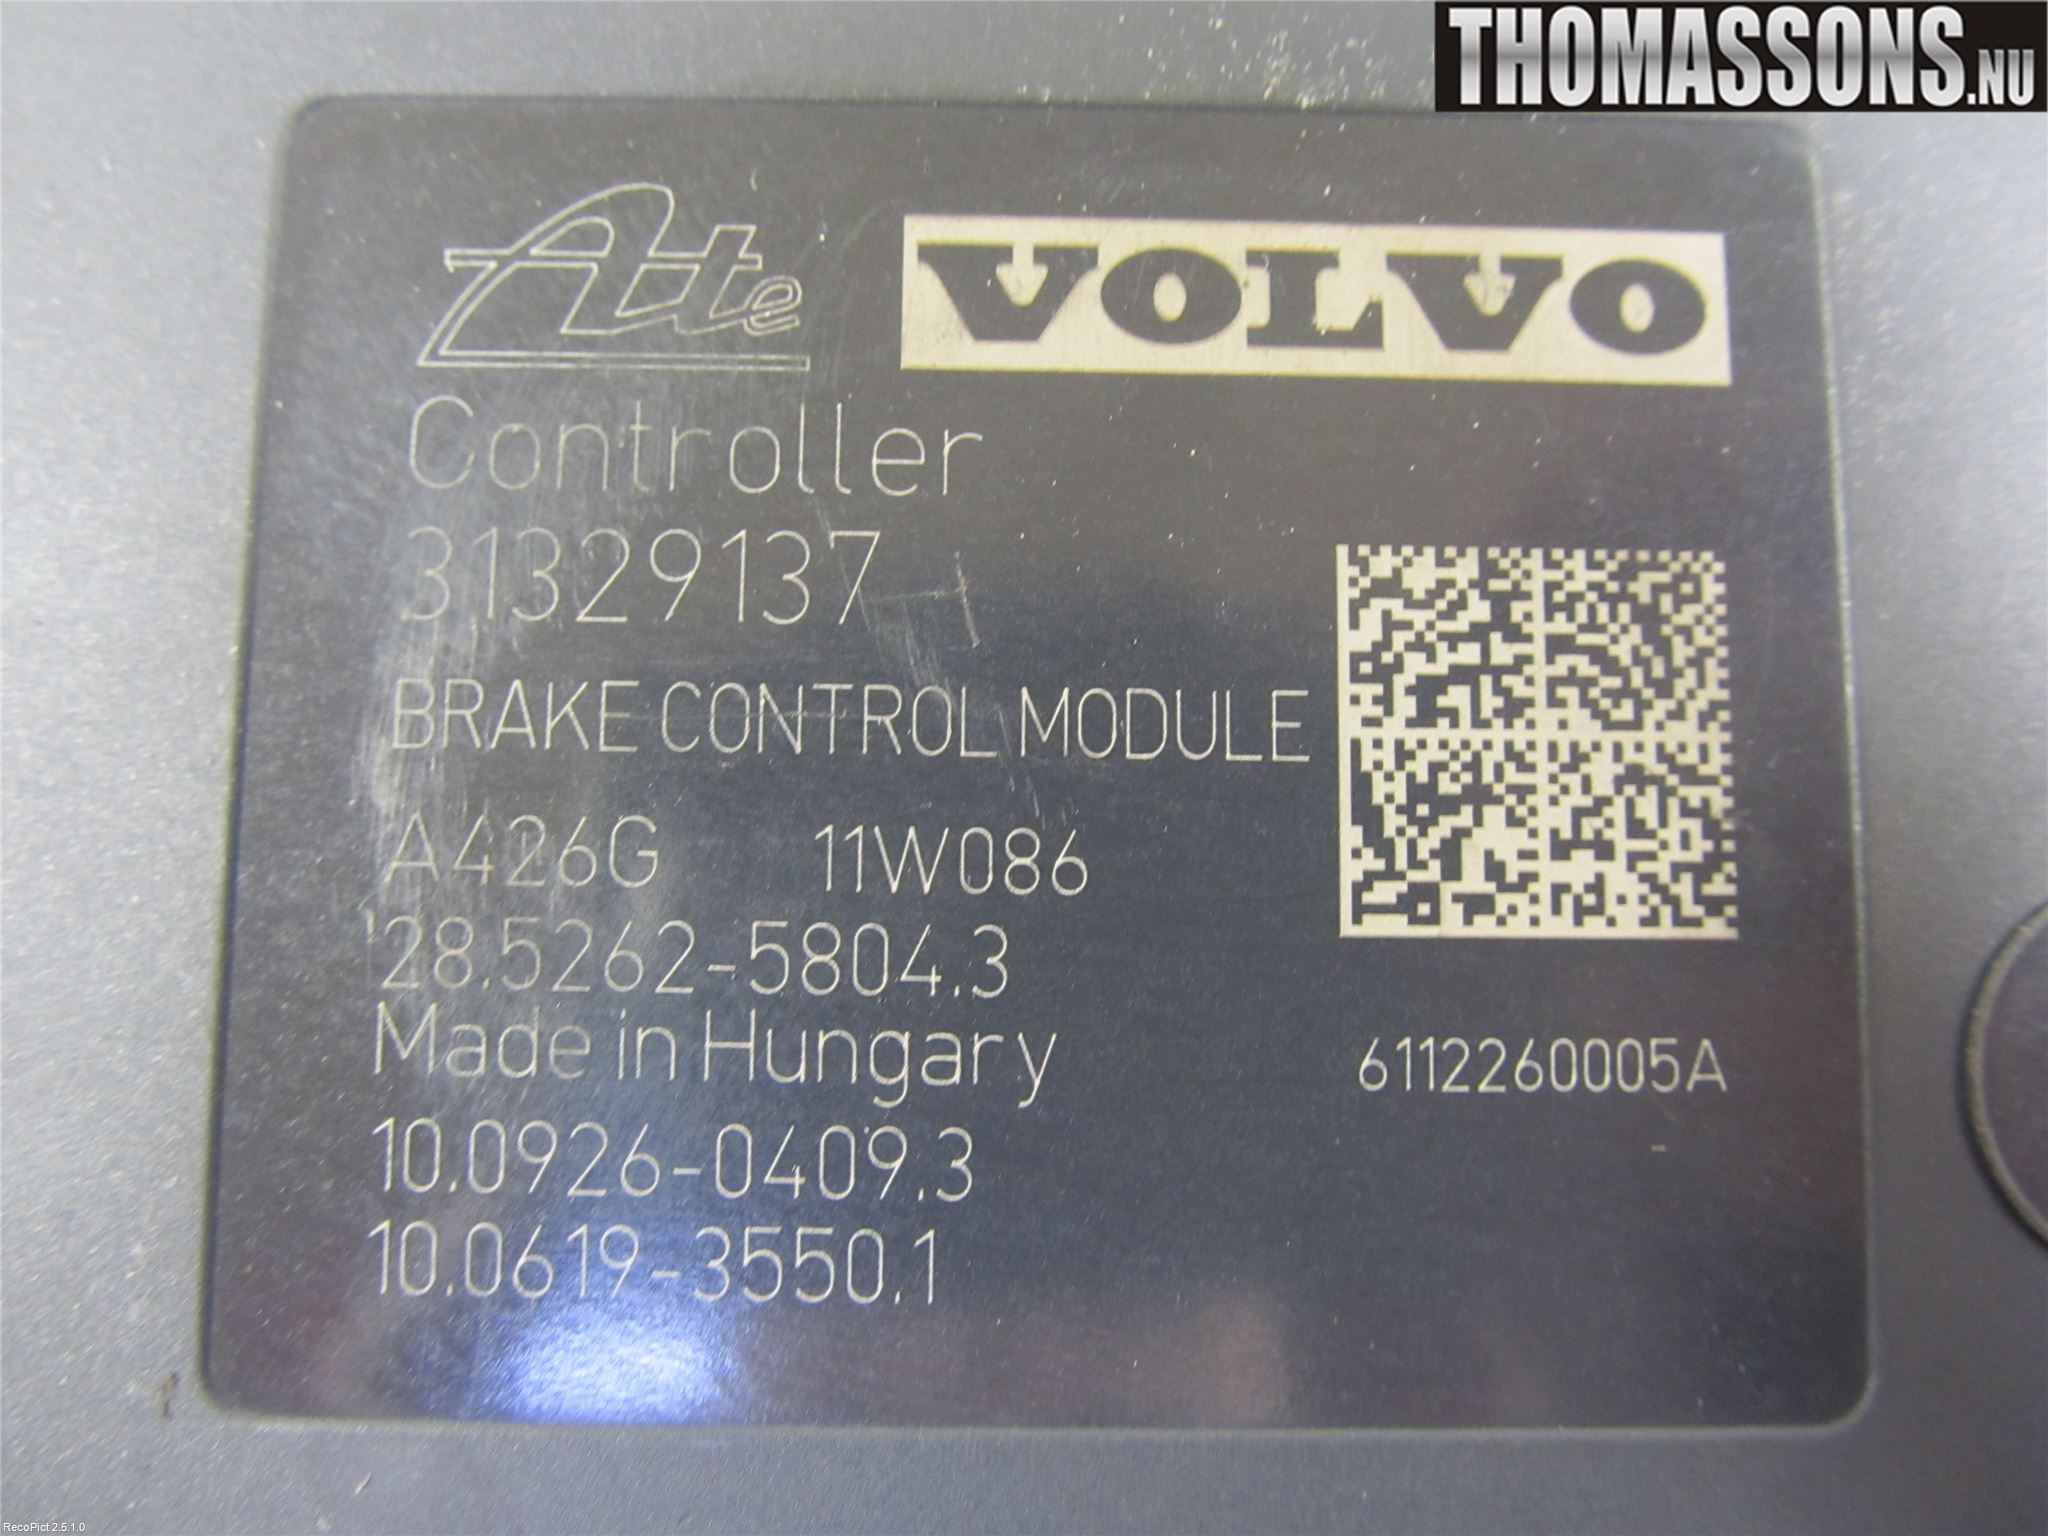 THOMASSONS.NU
Ate VOLVO
Controller
31329137
BRAKE CONTROL MODULE
A426G 11W086
28.5262-5804.3
Made in Hungary
6112260005A
10.0926-0409.3
10.0619-3550.1
RecoPict 2.5.1.0